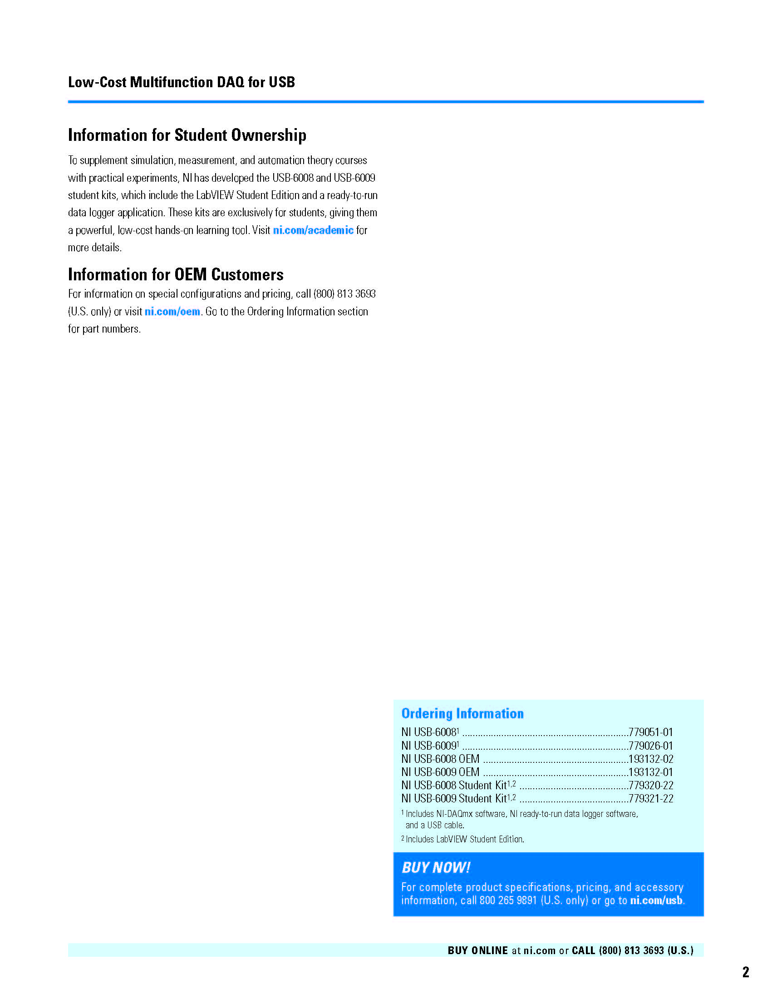 Low-Cost Multifunction DAQ for USB
Information for Student Ownership
To supplement simulation, measurement, and automation theory courses
with practical experiments, NI has developed the USB-6008 and USB-6009
student kits, which include the LabVIEW Student Edition and a ready-to-run
data logger application. These kits are exclusively for students, giving them
a powerful, low-cost hands-on learning tool. Visit ni.com/academic for
more details.
Information for OEM Customers
For information on special configurations and pricing, call (800) 813 3693
(U.S. only) or visit ni.com/oem. Go to the Ordering Information section
for part numbers.
Ordering Information
NI USB-6008¹ ................................................................779051-01
NI USB-6009¹ ................................................................779026-01
NI USB-6008 OEM ........................................................193132-02
NI USB-6009 OEM ........................................................193132-01
NI USB-6008 Student Kit¹,² ..........................................779320-22
NI USB-6009 Student Kit¹,² ..........................................779321-22
¹ Includes NI-DAQmx software, NI ready-to-run data logger software,
and a USB cable.
² Includes LabVIEW Student Edition.
BUY NOW!
For complete product specifications, pricing, and accessory
information, call 800 265 9891 (U.S. only) or go to ni.com/usb.
BUY ONLINE at ni.com or CALL (800) 813 3693 (U.S.)
2